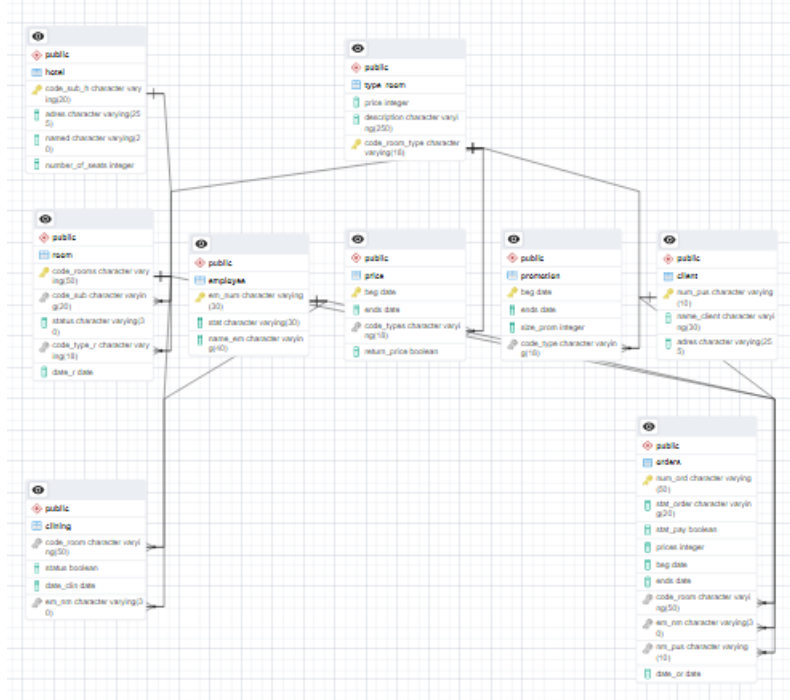 public
hotel
code_sub_h character vary
ing(20)
adres character varying(25
5)
named character varying(2
0)
number_of_seats integer
public
type_room
price integer
description character varyi
ng(250)
code_room_type character
varying(18)
public
room
code_rooms character vary
ing(50)
code_sub character varyin
g(20)
status character varying(3
0)
code_type_r character vary
ing(18)
date_r date
public
employee
em_num character varying
(30)
stat character varying(30)
name_em character varyin
g(40)
public
price
beg date
ends date
code_types character varyi
ng(18)
return_price boolean
public
promotion
beg date
ends date
size_prom integer
code_type character varyin
g(18)
public
client
num_pus character varying
(10)
name_client character varyi
ng(30)
adres character varying(25
5)
public
clining
code_room character varyi
ng(50)
status boolean
date_clin date
em_nm character varying(3
0)
public
orders
num_ord character varying
(50)
stat_order character varyin
g(20)
stat_pay boolean
prices integer
beg date
ends date
code_room character varyi
ng(50)
em_nm character varying(3
0)
nm_pus character varying
(10)
date_or date